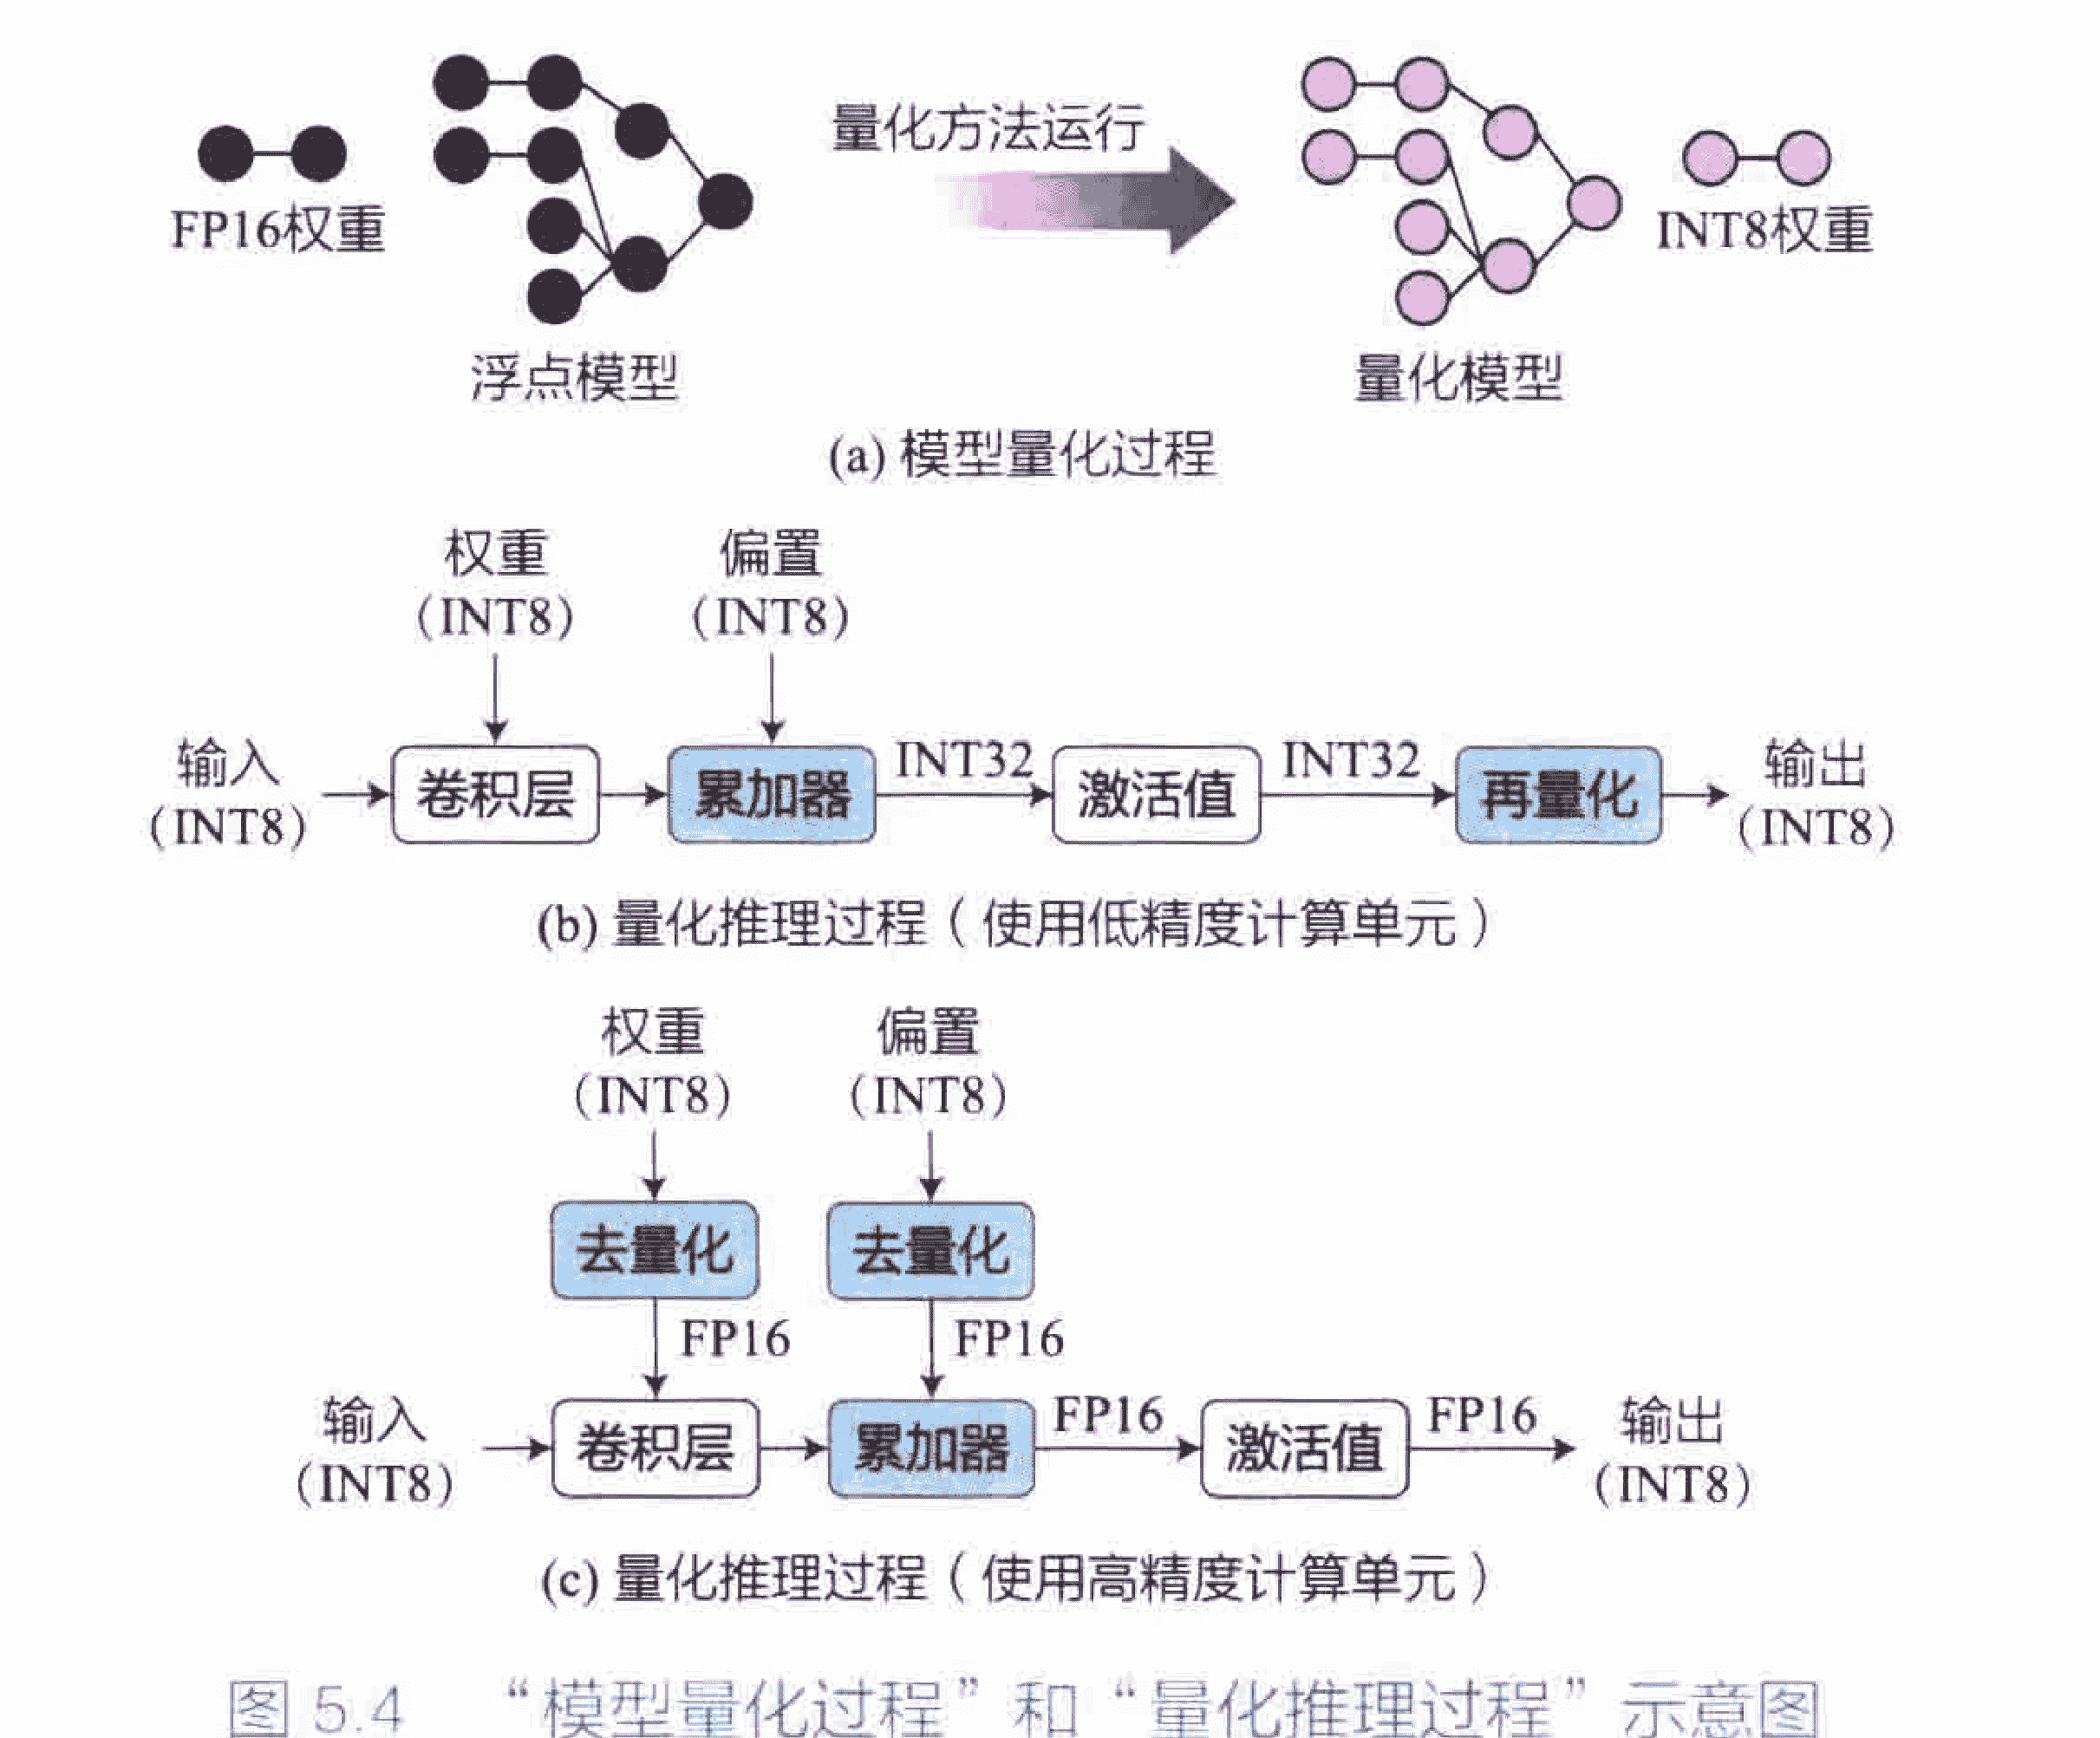 量化方法运行
FP16权重
INT8权重
浮点模型
量化模型
(a) 模型量化过程
权重
(INT8)
偏置
(INT8)
输入
(INT8)
卷积层
累加器
INT32
激活值
INT32
再量化
输出
(INT8)
(b) 量化推理过程（使用低精度计算单元）
权重
(INT8)
偏置
(INT8)
去量化
去量化
FP16
FP16
输入
(INT8)
卷积层
累加器
FP16
激活值
FP16
输出
(INT8)
(c) 量化推理过程（使用高精度计算单元）
图 5.4 “模型量化过程”和“量化推理过程”示意图